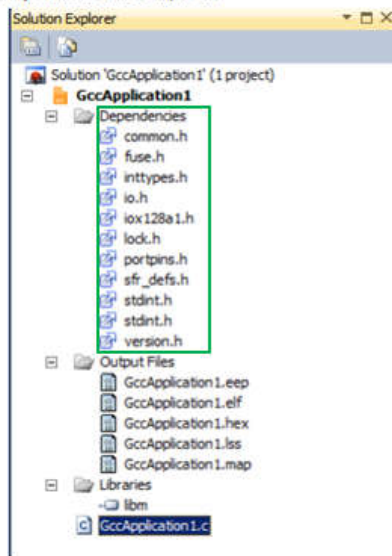 Solution Explorer
Solution 'GccApplication1' (1 project)
GccApplication1
Dependencies
common.h
fuse.h
inttypes.h
io.h
iox128a1.h
lock.h
portpins.h
sfr_defs.h
stdint.h
stdint.h
version.h
Output Files
GccApplication1.eep
GccApplication1.elf
GccApplication1.hex
GccApplication1.lss
GccApplication1.map
Libraries
libm
GccApplication1.c